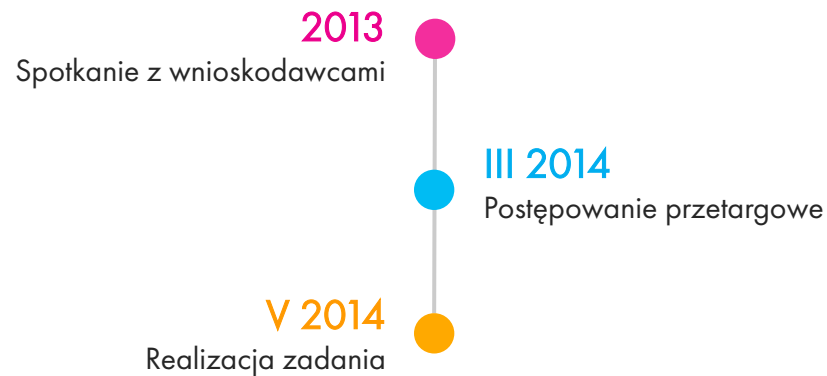 2013
Spotkanie z wnioskodawcami
III 2014
Postępowanie przetargowe
V 2014
Realizacja zadania